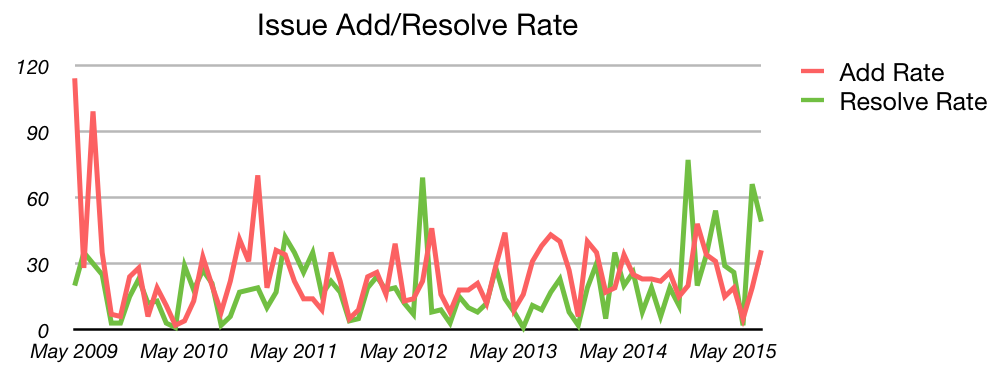 Issue Add/Resolve Rate
120
90
60
30
0
May 2009 May 2010 May 2011 May 2012 May 2013 May 2014 May 2015
Add Rate
Resolve Rate